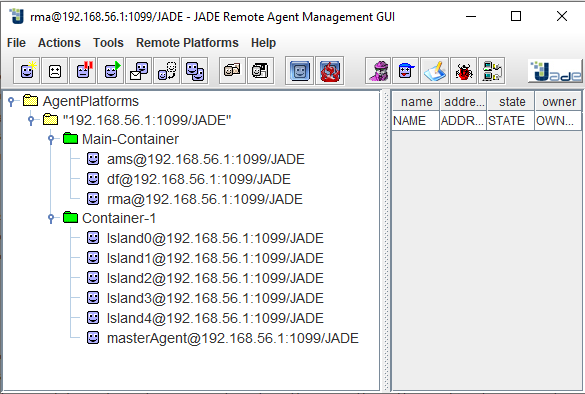 rma@192.168.56.1:1099/JADE - JADE Remote Agent Management GUI
File Actions Tools Remote Platforms Help
Jade
AgentPlatforms
"192.168.56.1:1099/JADE"
Main-Container
ams@192.168.56.1:1099/JADE
df@192.168.56.1:1099/JADE
rma@192.168.56.1:1099/JADE
Container-1
Island0@192.168.56.1:1099/JADE
Island1@192.168.56.1:1099/JADE
Island2@192.168.56.1:1099/JADE
Island3@192.168.56.1:1099/JADE
Island4@192.168.56.1:1099/JADE
masterAgent@192.168.56.1:1099/JADE
name addre... state owner
NAME ADDR... STATE OWN...